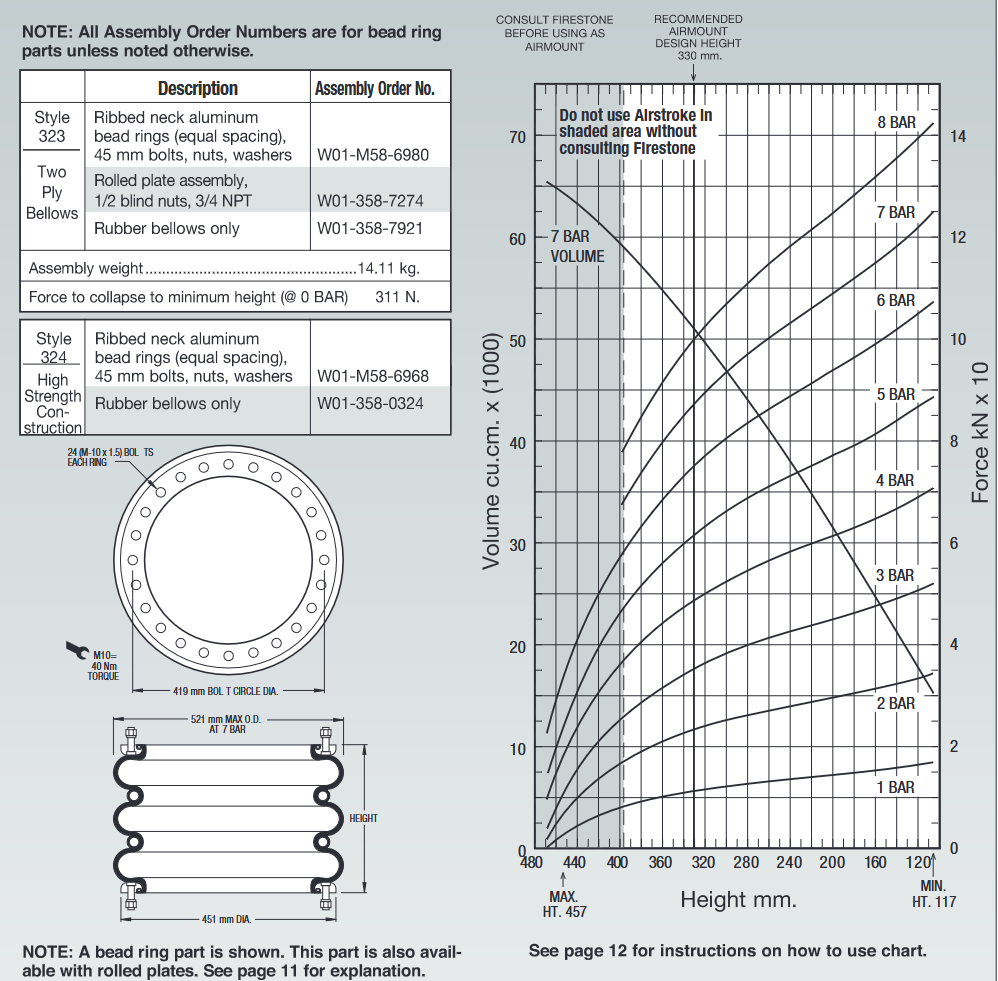 NOTE: All Assembly Order Numbers are for bead ring
parts unless noted otherwise.
Description
Assembly Order No.
Style
323
Two
Ply
Bellows
Ribbed neck aluminum
bead rings (equal spacing),
45 mm bolts, nuts, washers
W01-M58-6980
Rolled plate assembly,
1/2 blind nuts, 3/4 NPT
W01-358-7274
Rubber bellows only
W01-358-7921
Assembly weight....................................................14.11 kg.
Force to collapse to minimum height (@ 0 BAR) 311 N.
Style
324
High
Strength
Con-
struction
Ribbed neck aluminum
bead rings (equal spacing),
45 mm bolts, nuts, washers
W01-M58-6968
Rubber bellows only
W01-358-0324
24 (M-10 x 1.5) BOL TS
EACH RING
M10=
40 Nm
TORQUE
419 mm BOL T CIRCLE DIA.
521 mm MAX O.D.
AT 7 BAR
HEIGHT
451 mm DIA.
NOTE: A bead ring part is shown. This part is also avail-
able with rolled plates. See page 11 for explanation.
CONSULT FIRESTONE
BEFORE USING AS
AIRMOUNT
RECOMMENDED
AIRMOUNT
DESIGN HEIGHT
330 mm.
Do not use Airstroke in
shaded area without
consulting Firestone
7 BAR
VOLUME
8 BAR
7 BAR
6 BAR
5 BAR
4 BAR
3 BAR
2 BAR
1 BAR
Volume cu.cm. x (1000)
70
60
50
40
30
20
10
0
Force kN x 10
14
12
10
8
6
4
2
0
480 440 400 360 320 280 240 200 160 120
MAX.
HT. 457
Height mm.
MIN.
HT. 117
See page 12 for instructions on how to use chart.